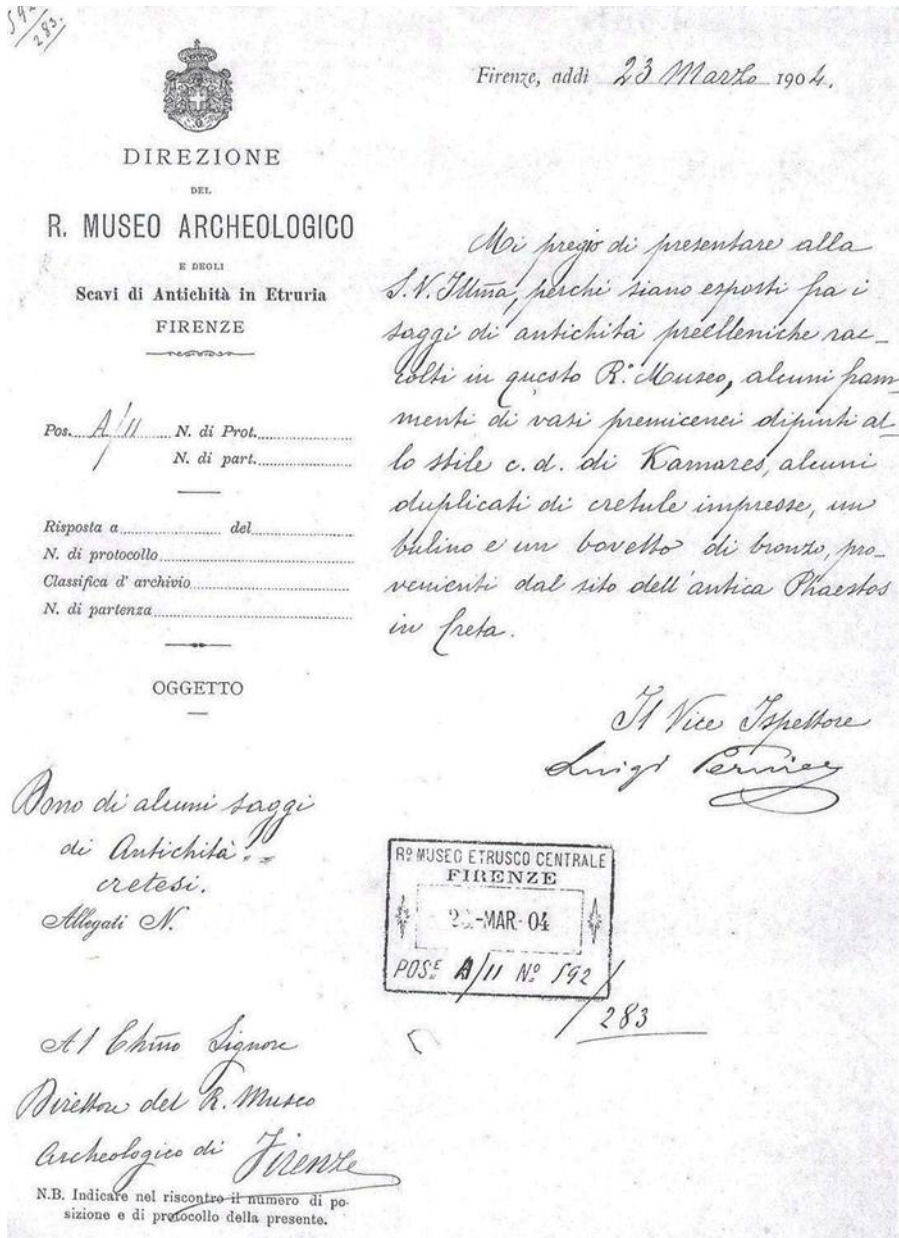 592/283.
Firenze, addì 23 Marzo 1904.
DIREZIONE
DEL
R. MUSEO ARCHEOLOGICO
E DEGLI
Scavi di Antichità in Etruria
FIRENZE
Pos. A/11 N. di Prot.
N. di part.
Risposta a del
N. di protocollo
Classifica d' archivio
N. di partenza
OGGETTO
Dono di alcuni saggi
di Antichità
cretesi.
Allegati N.
Al Chm̃o Signore
Direttore del R. Museo
Archeologico di Firenze
N.B. Indicare nel riscontro il numero di po-
sizione e di protocollo della presente.
Mi pregio di presentare alla
S.V. Illm̃a, perchè siano esposti fra i
saggi di antichità preelleniche rac-
colti in questo R.º Museo, alcuni fram-
menti di vasi premicenei dipinti al-
lo stile c. d. di Kamares, alcuni
duplicati di cretule impresse, un
bulino e un bovetto di bronzo, pro-
venienti dal sito dell'antica Phaestos
in Creta.
Il Vice Ispettore
Luigi Pernier
Rº MUSEO ETRUSCO CENTRALE
FIRENZE
-MAR-04
POS.E A/11 Nº 592
283